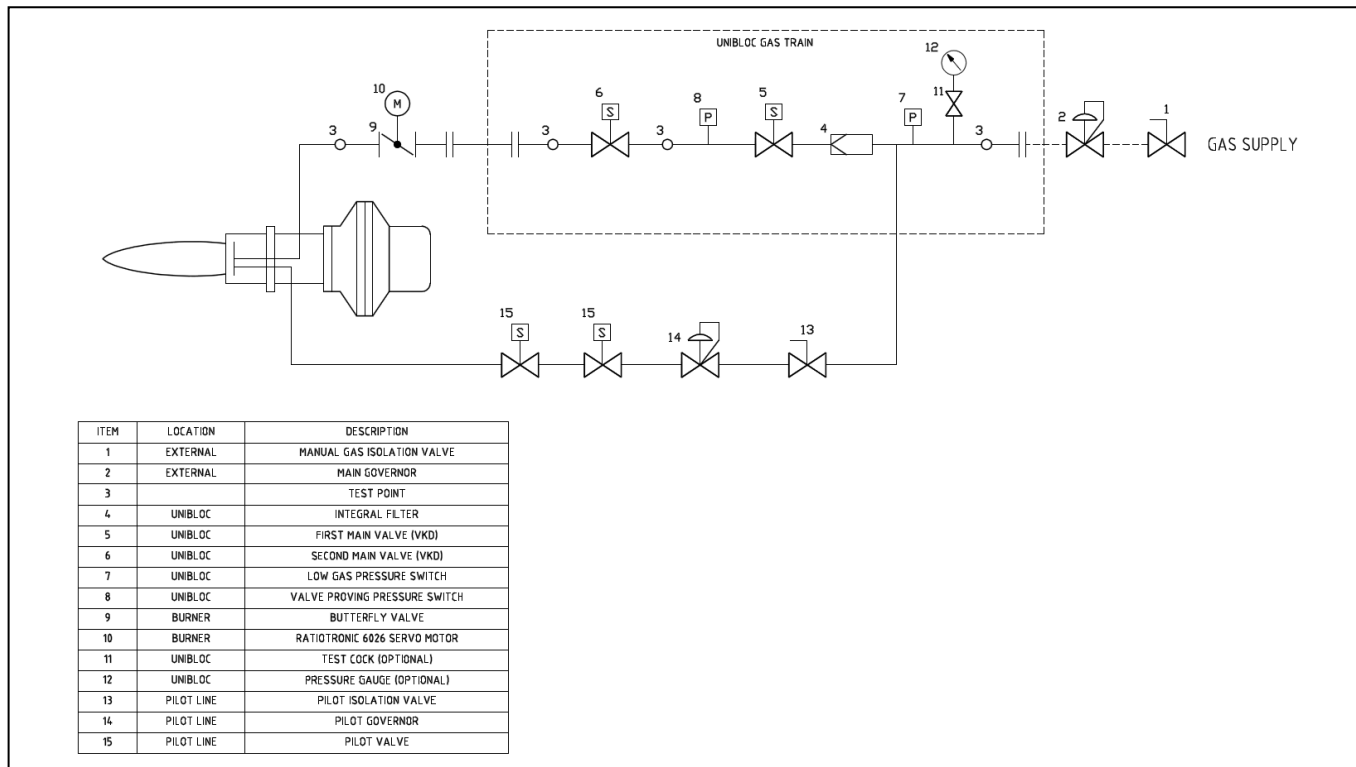 UNIBLOC GAS TRAIN
12
10
M
6
S
8
P
5
S
7
P
11
2
1
3
9
3
3
4
3
GAS SUPPLY
15
S
15
S
14
13
ITEM LOCATION DESCRIPTION
1 EXTERNAL MANUAL GAS ISOLATION VALVE
2 EXTERNAL MAIN GOVERNOR
3 TEST POINT
4 UNIBLOC INTEGRAL FILTER
5 UNIBLOC FIRST MAIN VALVE (VKD)
6 UNIBLOC SECOND MAIN VALVE (VKD)
7 UNIBLOC LOW GAS PRESSURE SWITCH
8 UNIBLOC VALVE PROVING PRESSURE SWITCH
9 BURNER BUTTERFLY VALVE
10 BURNER RATIOTRONIC 6026 SERVO MOTOR
11 UNIBLOC TEST COCK (OPTIONAL)
12 UNIBLOC PRESSURE GAUGE (OPTIONAL)
13 PILOT LINE PILOT ISOLATION VALVE
14 PILOT LINE PILOT GOVERNOR
15 PILOT LINE PILOT VALVE